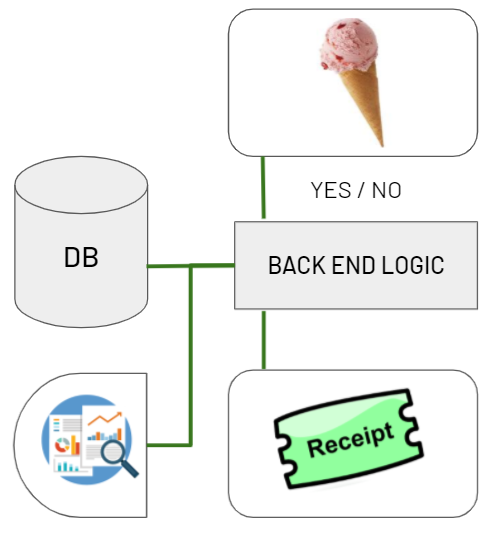 YES / NO
DB
BACK END LOGIC
Receipt